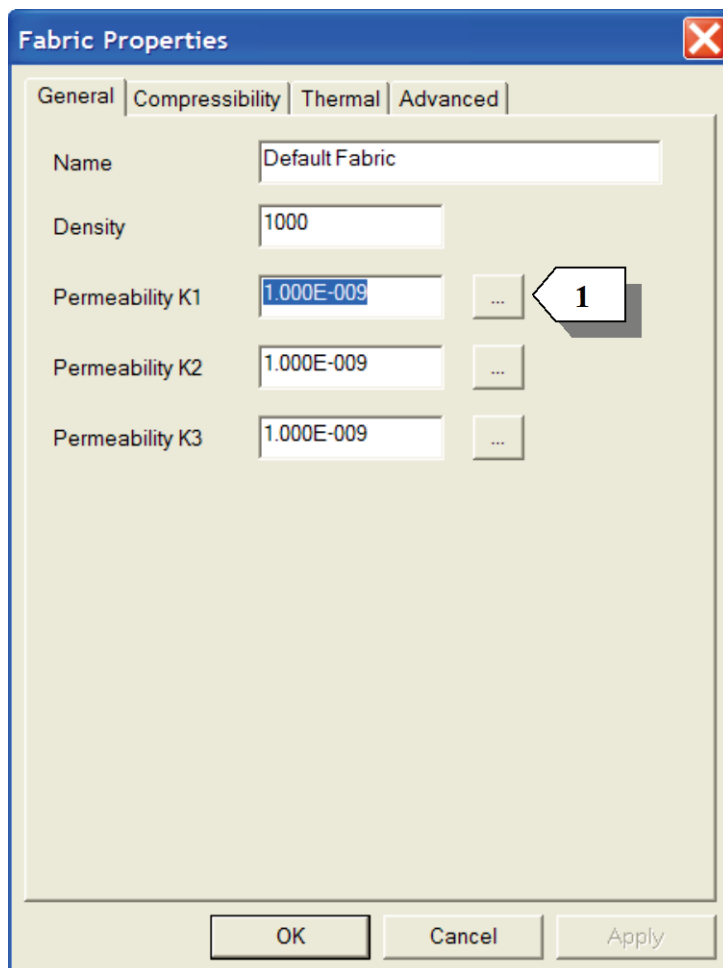 Fabric Properties
General Compressibility Thermal Advanced
Name Default Fabric
Density 1000
Permeability K1 1.000E-009 ... 1
Permeability K2 1.000E-009 ...
Permeability K3 1.000E-009 ...
OK Cancel Apply